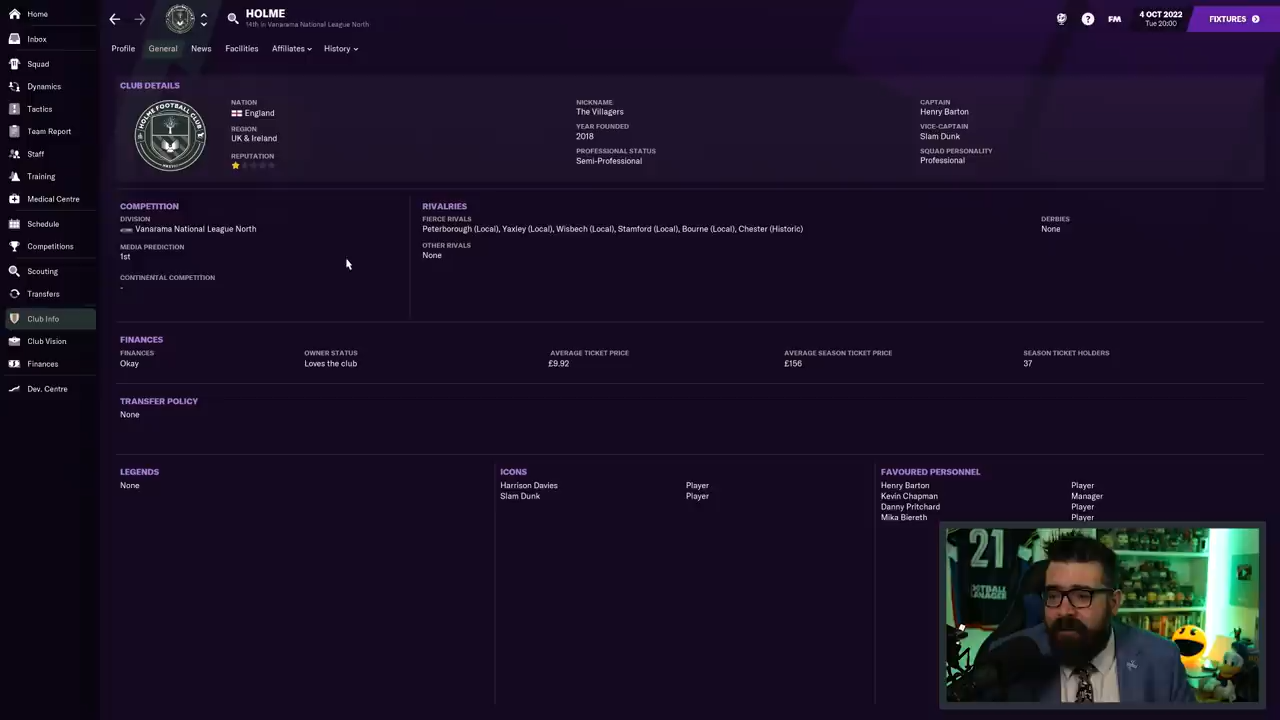 Home
Inbox
Squad
Dynamics
Tactics
Team Report
Staff
Training
Medical Centre
Schedule
Competitions
Scouting
Transfers
Club Info
Club Vision
Finances
Dev. Centre
HOLME
14th in Vanarama National League North
FM
4 OCT 2022
Tue 20:00
FIXTURES
Profile
General
News
Facilities
Affiliates
History
CLUB DETAILS
HOLME FOOTBALL CLUB
NATION
England
REGION
UK & Ireland
REPUTATION
NICKNAME
The Villagers
YEAR FOUNDED
2018
PROFESSIONAL STATUS
Semi-Professional
CAPTAIN
Henry Barton
VICE-CAPTAIN
Slam Dunk
SQUAD PERSONALITY
Professional
COMPETITION
DIVISION
Vanarama National League North
MEDIA PREDICTION
1st
CONTINENTAL COMPETITION
-
RIVALRIES
FIERCE RIVALS
Peterborough (Local), Yaxley (Local), Wisbech (Local), Stamford (Local), Bourne (Local), Chester (Historic)
OTHER RIVALS
None
DERBIES
None
FINANCES
FINANCES
Okay
OWNER STATUS
Loves the club
AVERAGE TICKET PRICE
£9.92
AVERAGE SEASON TICKET PRICE
£156
SEASON TICKET HOLDERS
37
TRANSFER POLICY
None
LEGENDS
None
ICONS
Harrison Davies Player
Slam Dunk Player
FAVOURED PERSONNEL
Henry Barton Player
Kevin Chapman Manager
Danny Pritchard Player
Mika Biereth Player
21